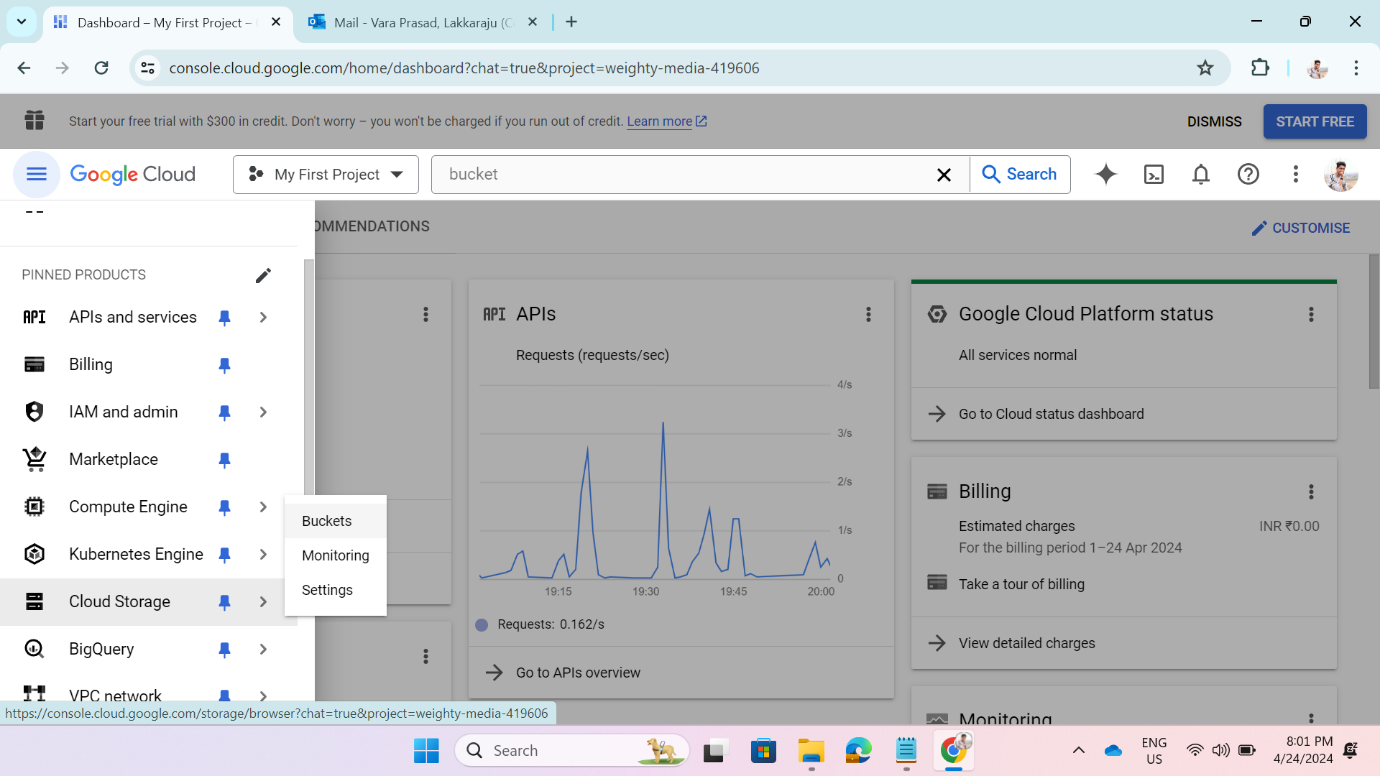 Dashboard – My First Project –
Mail - Vara Prasad, Lakkaraju (C
console.cloud.google.com/home/dashboard?chat=true&project=weighty-media-419606
Start your free trial with $300 in credit. Don't worry – you won't be charged if you run out of credit. Learn more
DISMISS
START FREE
Google Cloud
My First Project
bucket
Search
OMMENDATIONS
CUSTOMISE
PINNED PRODUCTS
API APIs and services
Billing
IAM and admin
Marketplace
Compute Engine
Kubernetes Engine
Cloud Storage
BigQuery
VPC network
Buckets
Monitoring
Settings
API APIs
Requests (requests/sec)
4/s
3/s
2/s
1/s
0
19:15 19:30 19:45 20:00
Requests: 0.162/s
Go to APIs overview
Google Cloud Platform status
All services normal
Go to Cloud status dashboard
Billing
Estimated charges INR ₹0.00
For the billing period 1–24 Apr 2024
Take a tour of billing
View detailed charges
Monitoring
https://console.cloud.google.com/storage/browser?chat=true&project=weighty-media-419606
Search
ENG
US
8:01 PM
4/24/2024